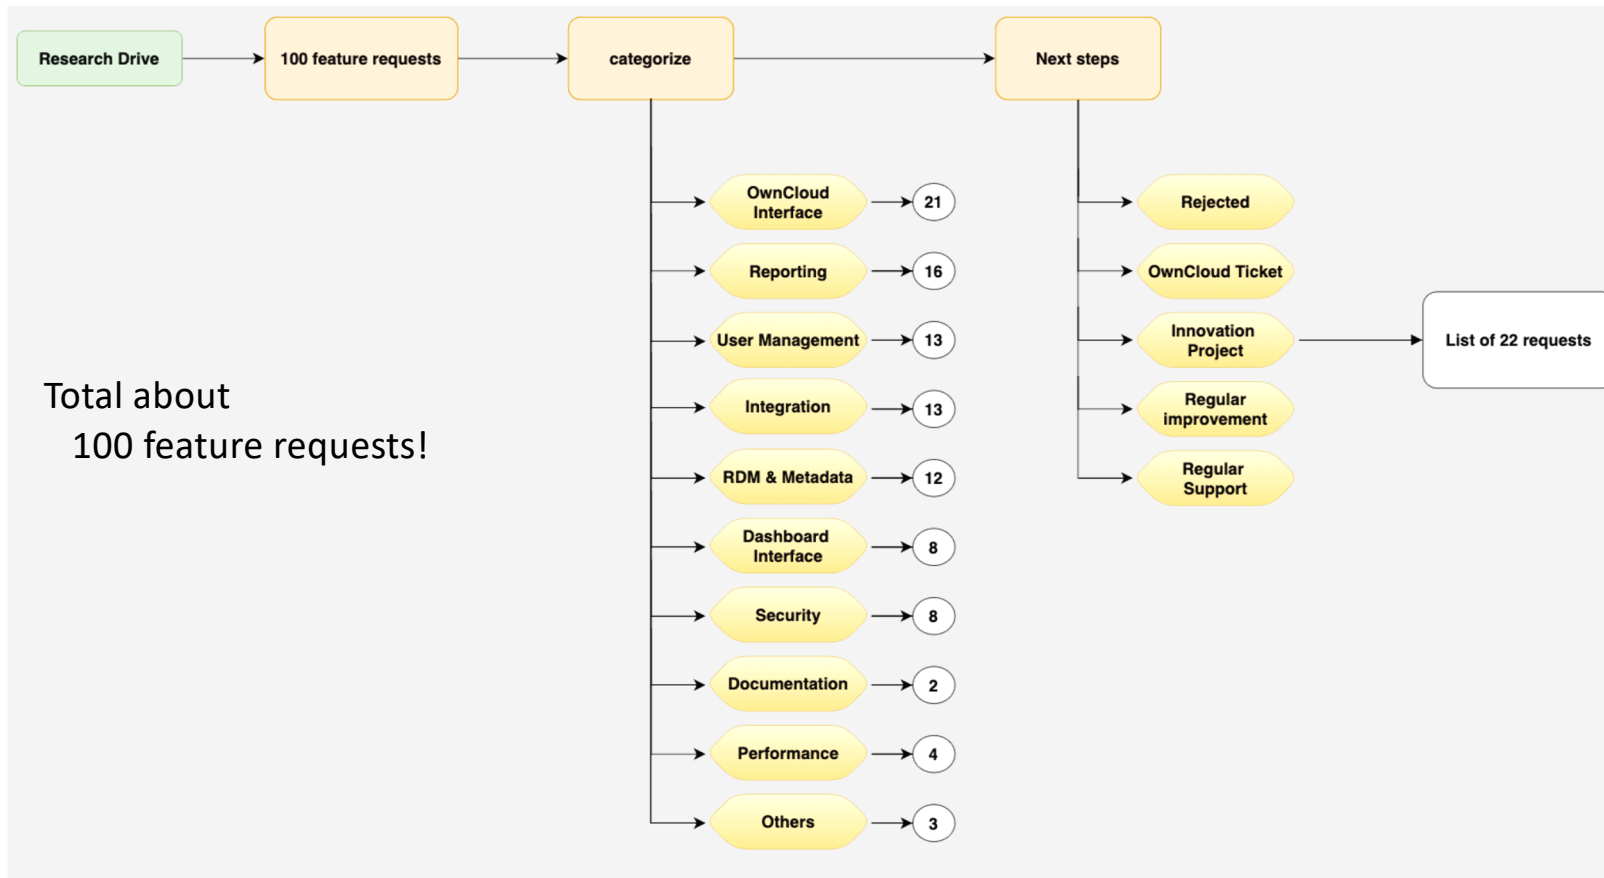 Research Drive
100 feature requests
categorize
Next steps
OwnCloud
Interface
21
Reporting
16
User Management
13
Integration
13
RDM & Metadata
12
Dashboard
Interface
8
Security
8
Documentation
2
Performance
4
Others
3
Rejected
OwnCloud Ticket
Innovation
Project
List of 22 requests
Regular
improvement
Regular
Support
Total about
100 feature requests!